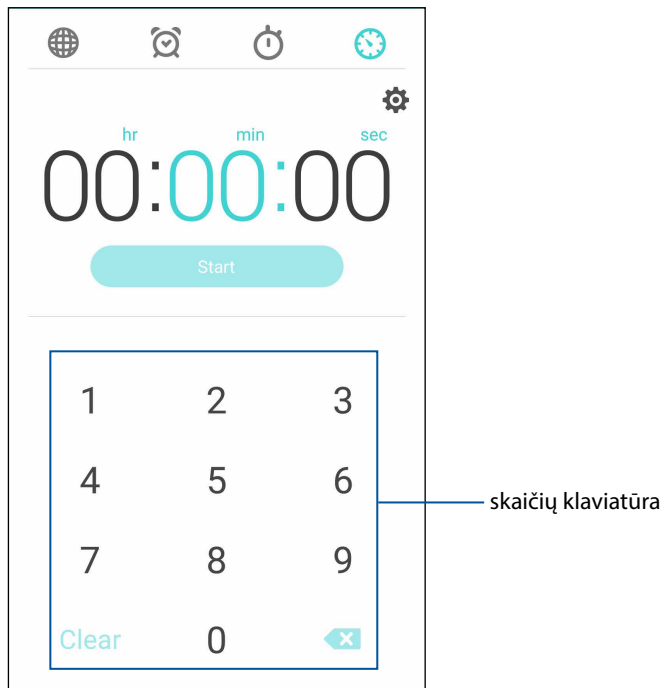 hr min sec
00:00:00
Start
1 2 3
4 5 6
skaičių klaviatūra
7 8 9
Clear 0